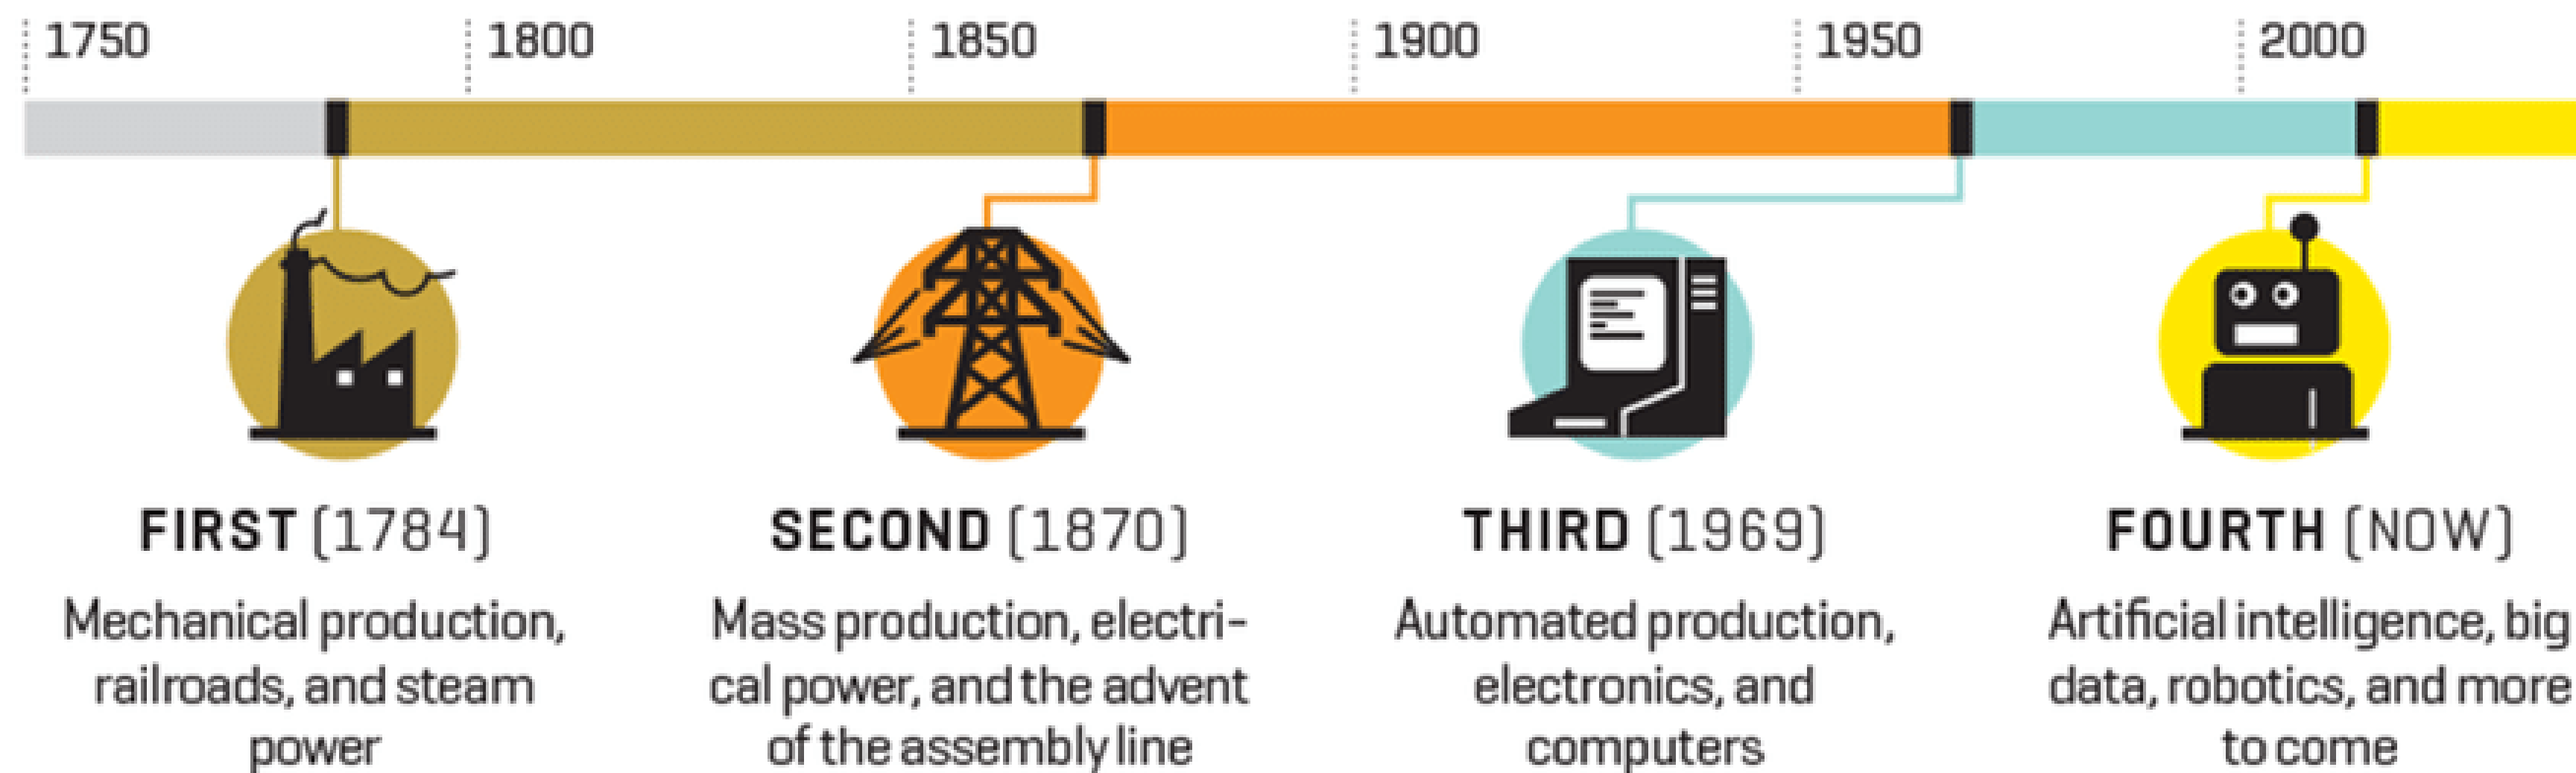 1750 1800 1850 1900 1950 2000
FIRST (1784)
Mechanical production,
railroads, and steam
power
SECOND (1870)
Mass production, electri-
cal power, and the advent
of the assembly line
THIRD (1969)
Automated production,
electronics, and
computers
FOURTH (NOW)
Artificial intelligence, big
data, robotics, and more
to come